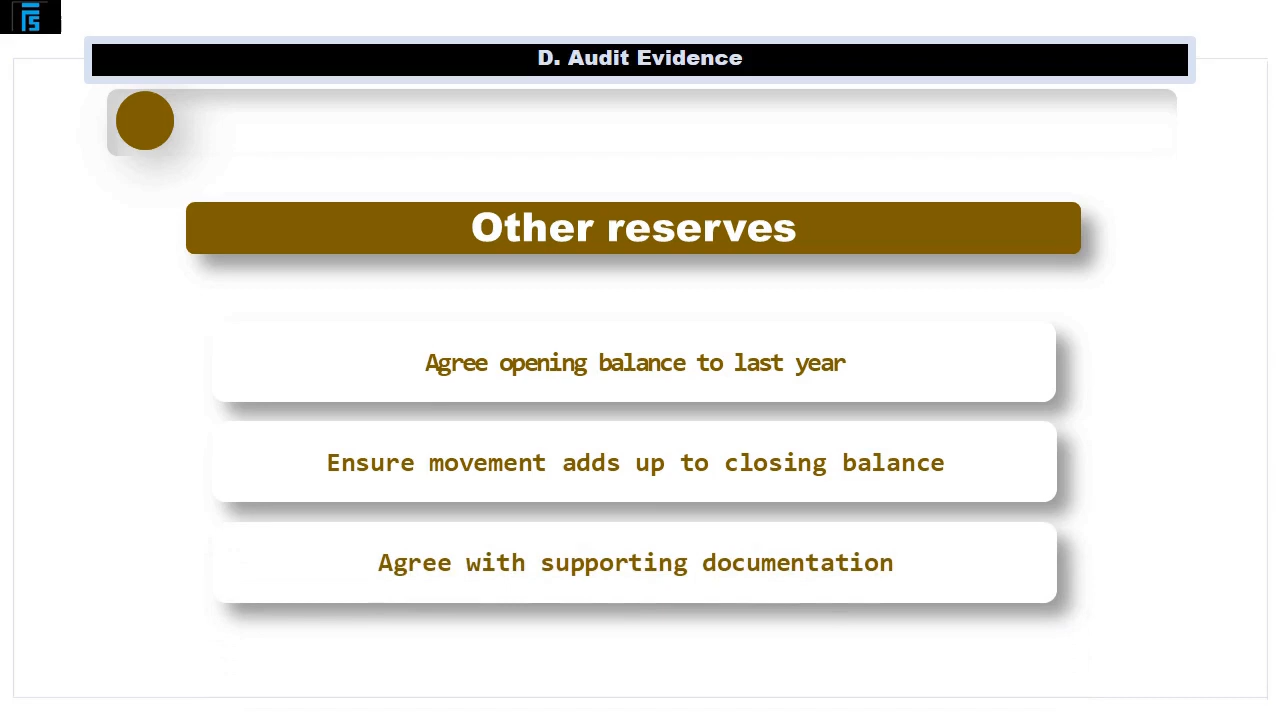 FS
D. Audit Evidence
Other reserves
Agree opening balance to last year
Ensure movement adds up to closing balance
Agree with supporting documentation